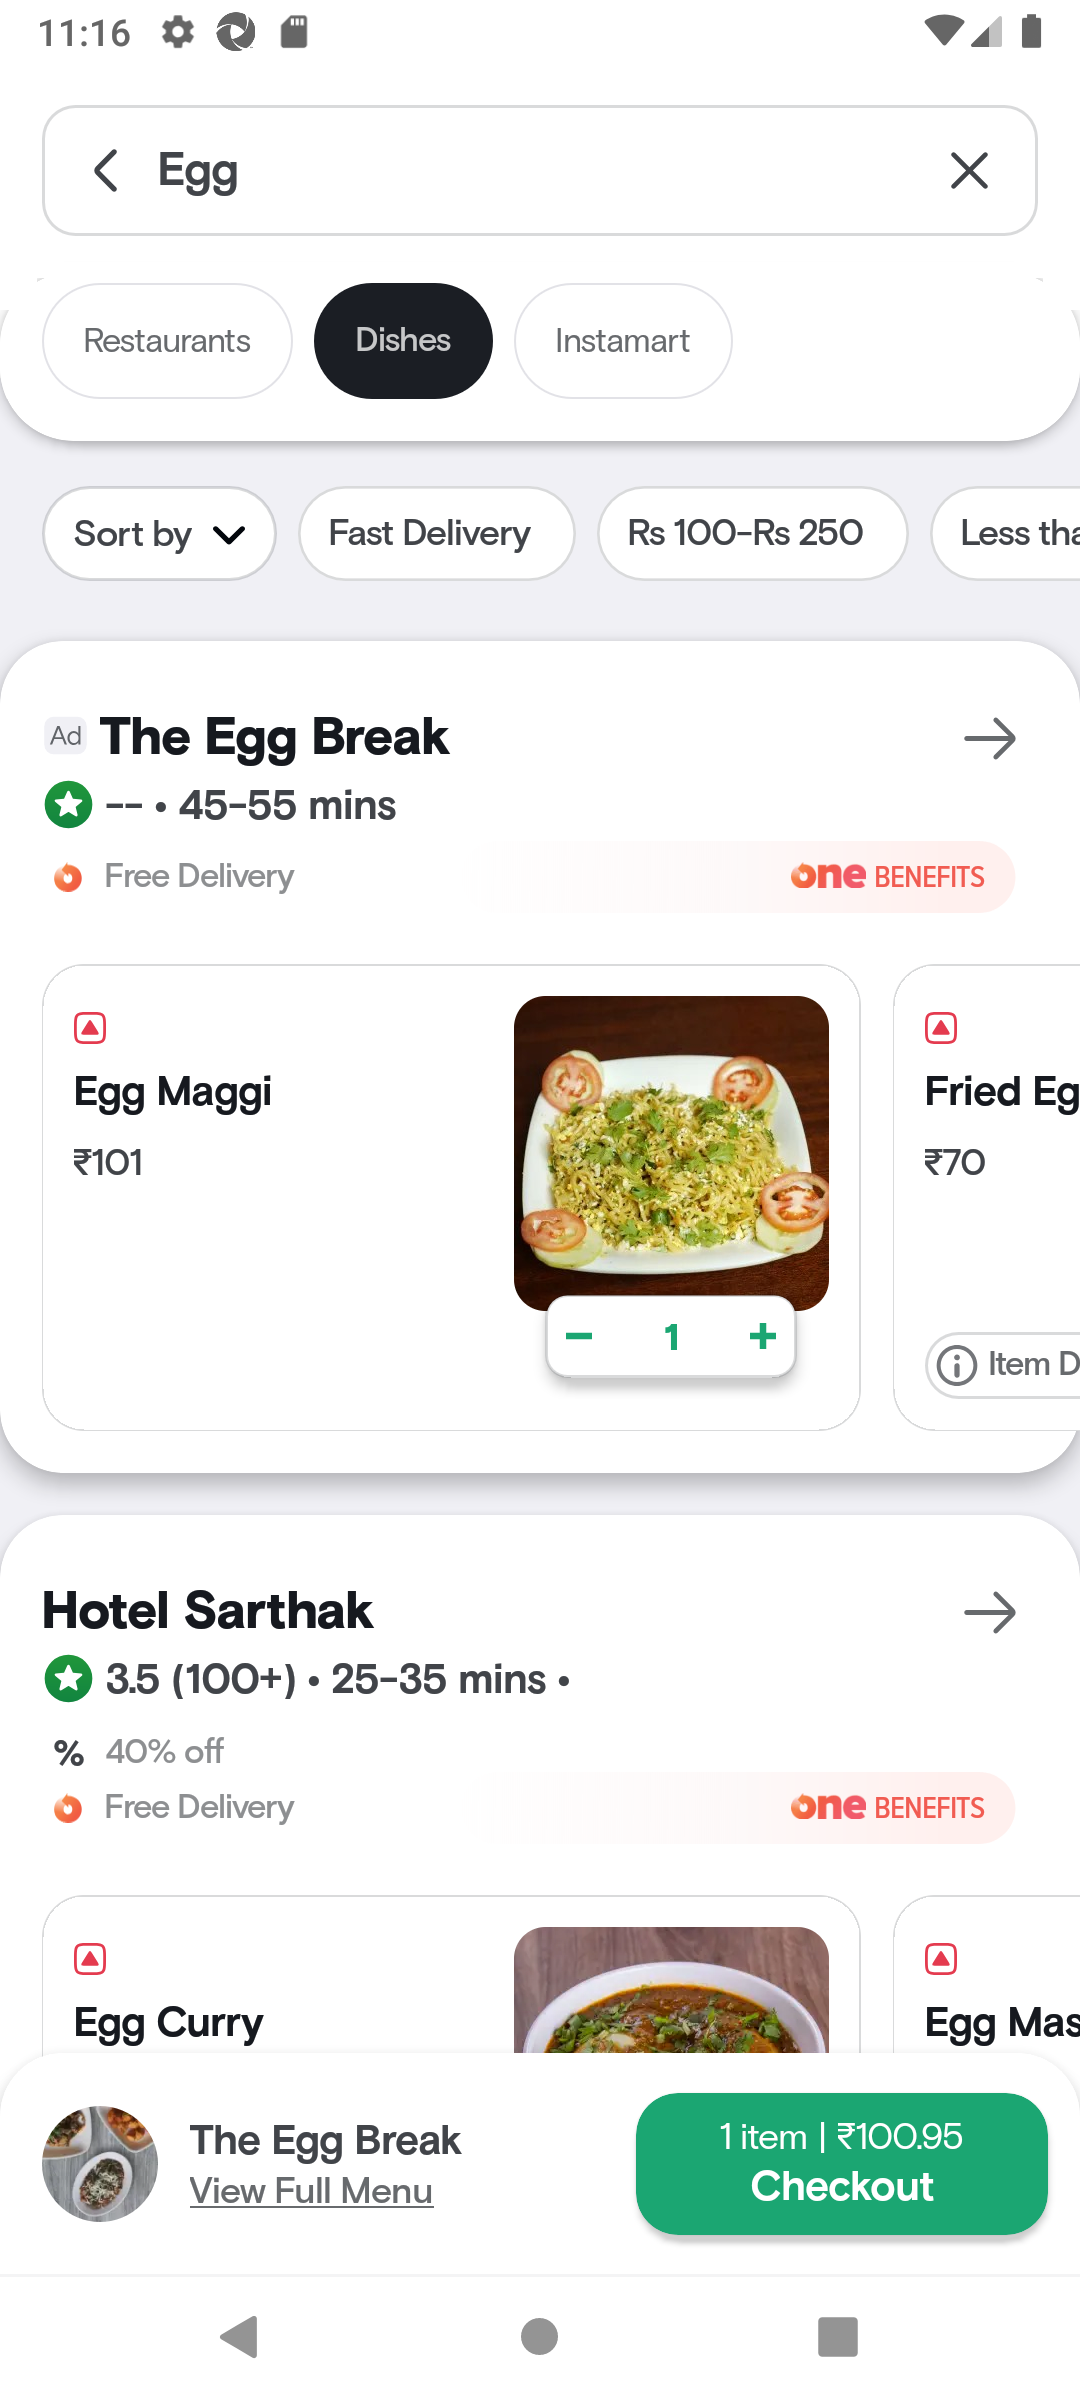 11:16
Egg
Restaurants
Dishes
Instamart
Sort by
Fast Delivery
Rs 100-Rs 250
Less tha
Ad The Egg Break
-- • 45-55 mins
Free Delivery
one BENEFITS
Egg Maggi
₹101
1
Fried Eg
₹70
Item D
Hotel Sarthak
3.5 (100+) • 25-35 mins •
% 40% off
Free Delivery
one BENEFITS
Egg Curry
Egg Mas
The Egg Break
View Full Menu
1 item | ₹100.95
Checkout